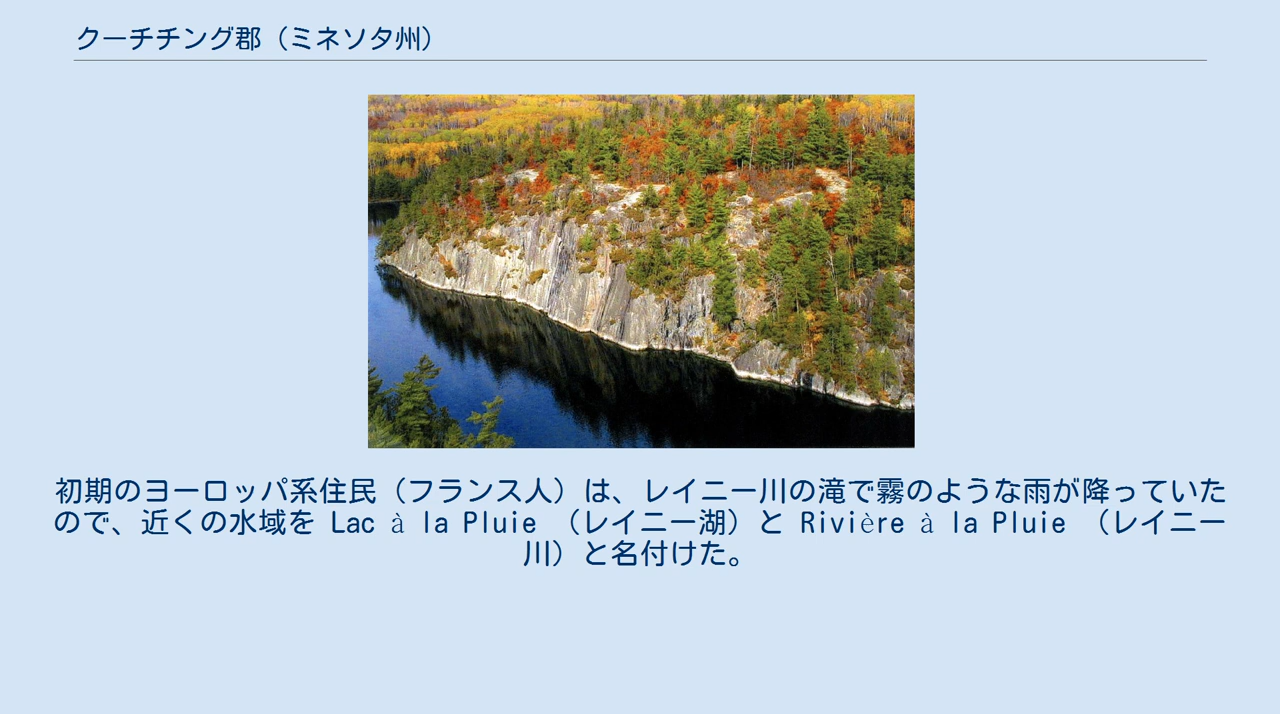 クーチチング郡（ミネソタ州）
初期のヨーロッパ系住民（フランス人）は、レイニー川の滝で霧のような雨が降っていた
ので、近くの水域を Lac à la Pluie （レイニー湖）と Rivière à la Pluie （レイニー
川）と名付けた。